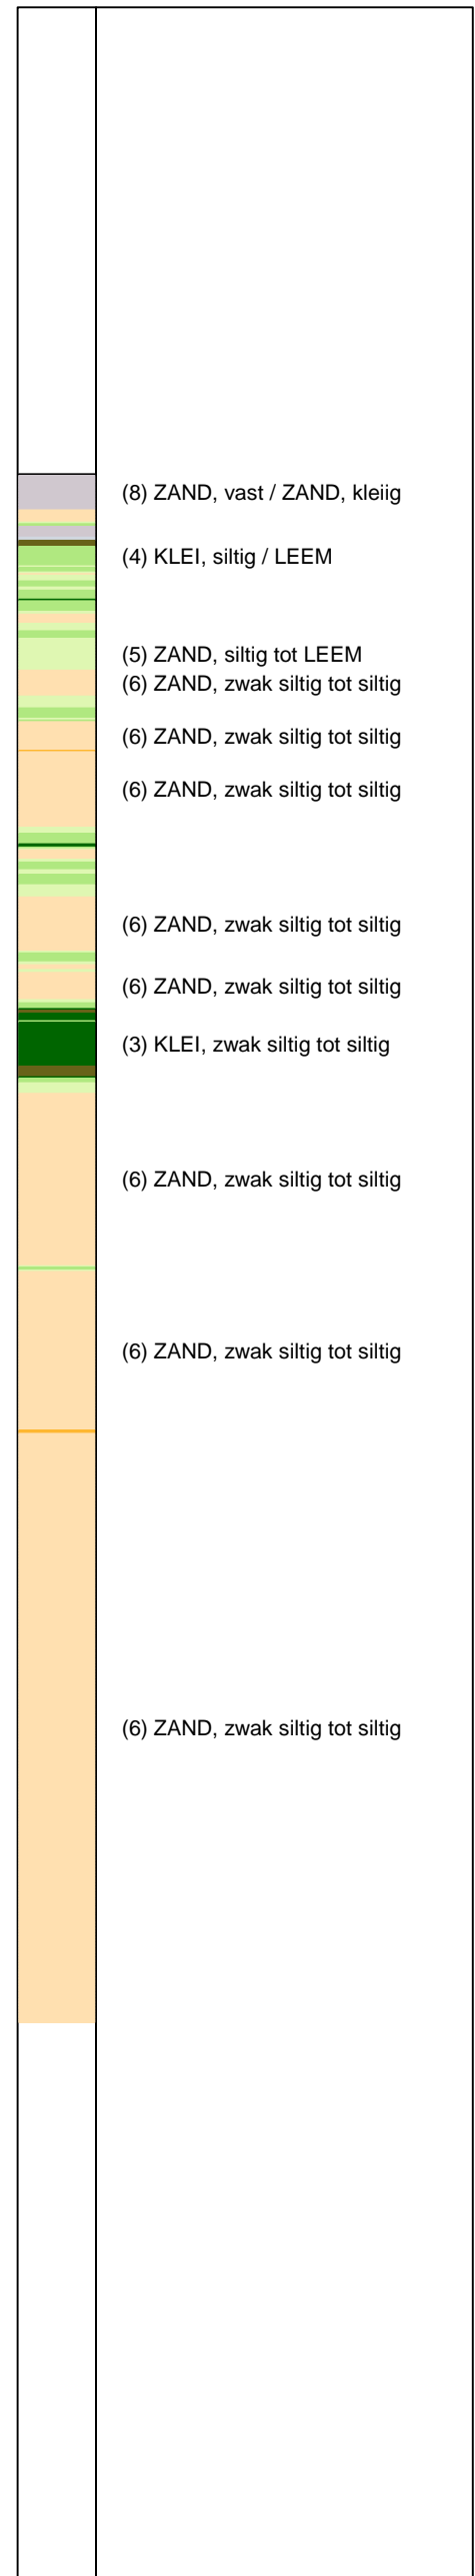 (8) ZAND, vast / ZAND, kleiig
(4) KLEI, siltig / LEEM
(5) ZAND, siltig tot LEEM
(6) ZAND, zwak siltig tot siltig
(6) ZAND, zwak siltig tot siltig
(6) ZAND, zwak siltig tot siltig
(6) ZAND, zwak siltig tot siltig
(6) ZAND, zwak siltig tot siltig
(3) KLEI, zwak siltig tot siltig
(6) ZAND, zwak siltig tot siltig
(6) ZAND, zwak siltig tot siltig
(6) ZAND, zwak siltig tot siltig